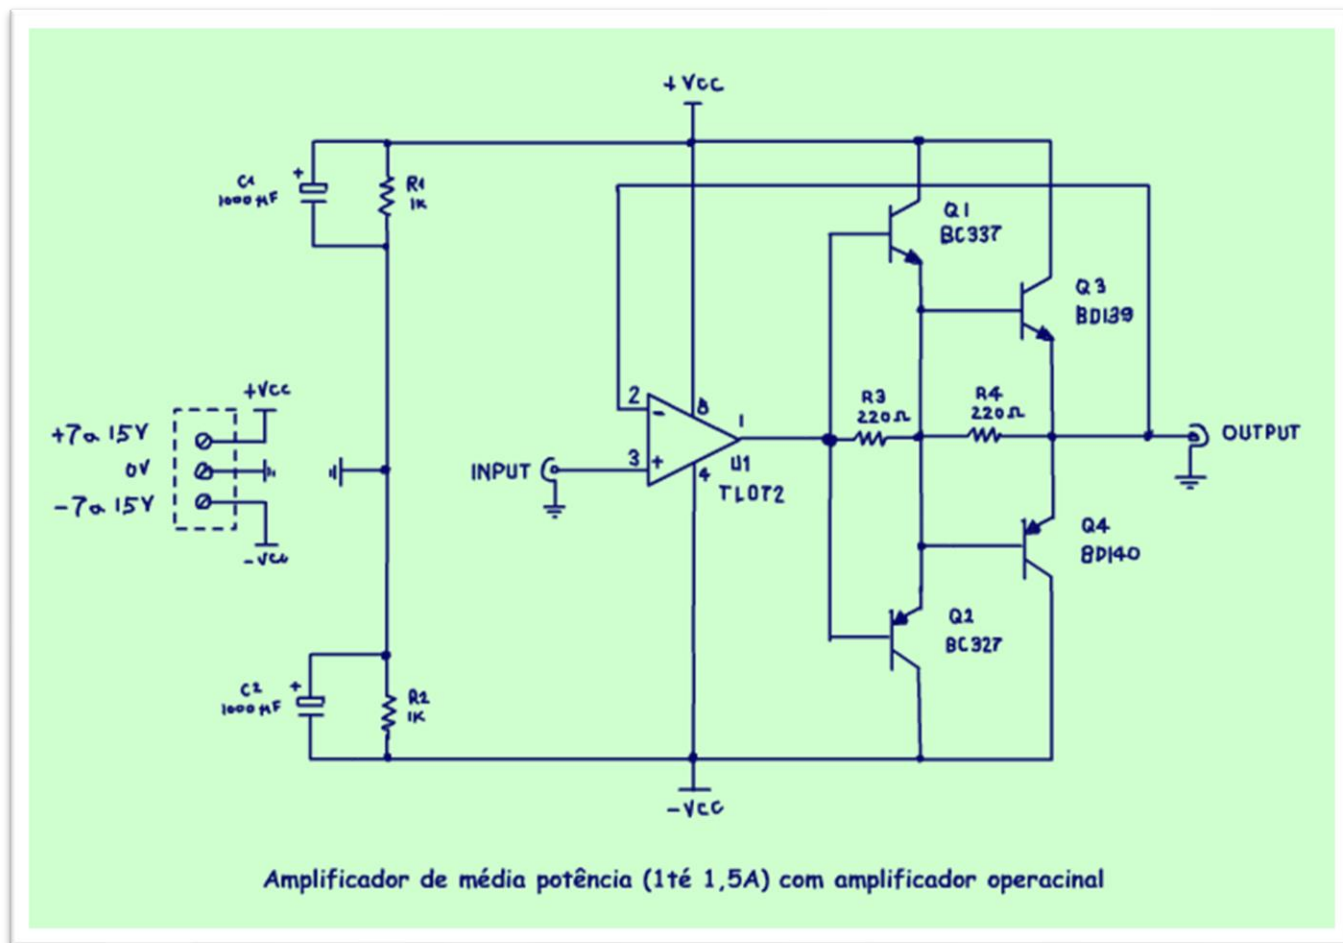 +Vcc
C1
1000µF
R1
1K
Q1
BC337
Q3
BD139
+Vcc
+7a 15V
0V
-7a 15V
-Vcc
INPUT
2
3
8
4
1
U1
TL072
R3
220Ω
R4
220Ω
OUTPUT
Q4
BD140
Q2
BC327
C2
1000µF
R2
1K
-Vcc
Amplificador de média potência (1té 1,5A) com amplificador operacinal